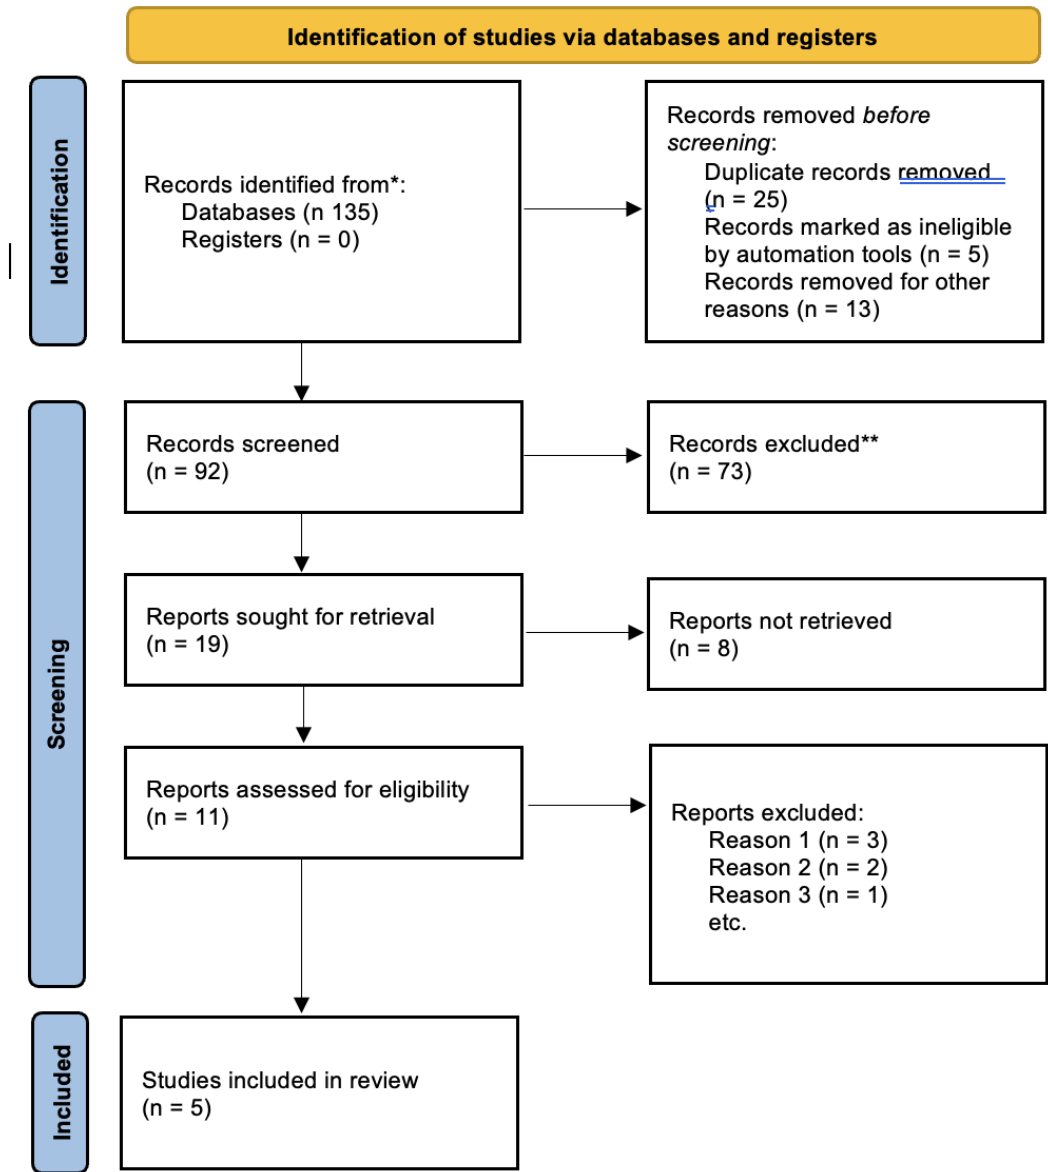 Identification of studies via databases and registers
Identification
Records identified from*:
Databases (n 135)
Registers (n = 0)
Records removed before
screening:
Duplicate records removed
(n = 25)
Records marked as ineligible
by automation tools (n = 5)
Records removed for other
reasons (n = 13)
Screening
Records screened
(n = 92)
Records excluded**
(n = 73)
Reports sought for retrieval
(n = 19)
Reports not retrieved
(n = 8)
Reports assessed for eligibility
(n = 11)
Reports excluded:
Reason 1 (n = 3)
Reason 2 (n = 2)
Reason 3 (n = 1)
etc.
Included
Studies included in review
(n = 5)